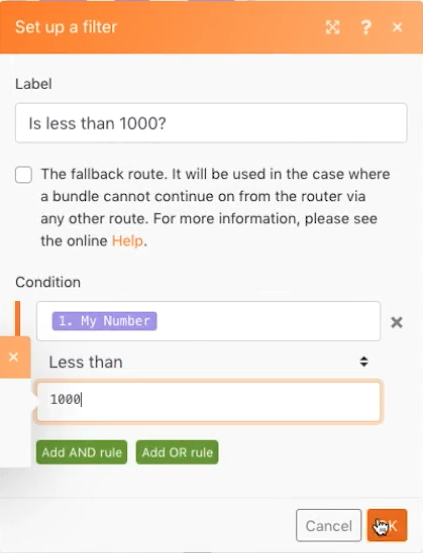 Set up a filter
?
Label
Is less than 1000?
The fallback route. It will be used in the case where
a bundle cannot continue on from the router via
any other route. For more information, please see
the online Help.
Condition
1. My Number
Less than
1000
Add AND rule Add OR rule
Cancel OK